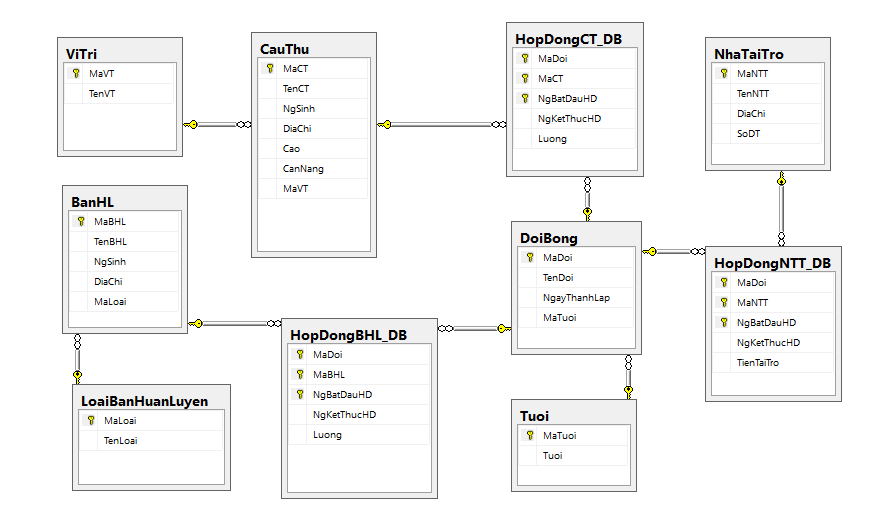 ViTri
MaVT
TenVT
CauThu
MaCT
TenCT
NgSinh
DiaChi
Cao
CanNang
MaVT
HopDongCT_DB
MaDoi
MaCT
NgBatDauHD
NgKetThucHD
Luong
NhaTaiTro
MaNTT
TenNTT
DiaChi
SoDT
BanHL
MaBHL
TenBHL
NgSinh
DiaChi
MaLoai
DoiBong
MaDoi
TenDoi
NgayThanhLap
MaTuoi
HopDongNTT_DB
MaDoi
MaNTT
NgBatDauHD
NgKetThucHD
TienTaiTro
HopDongBHL_DB
MaDoi
MaBHL
NgBatDauHD
NgKetThucHD
Luong
LoaiBanHuanLuyen
MaLoai
TenLoai
Tuoi
MaTuoi
Tuoi